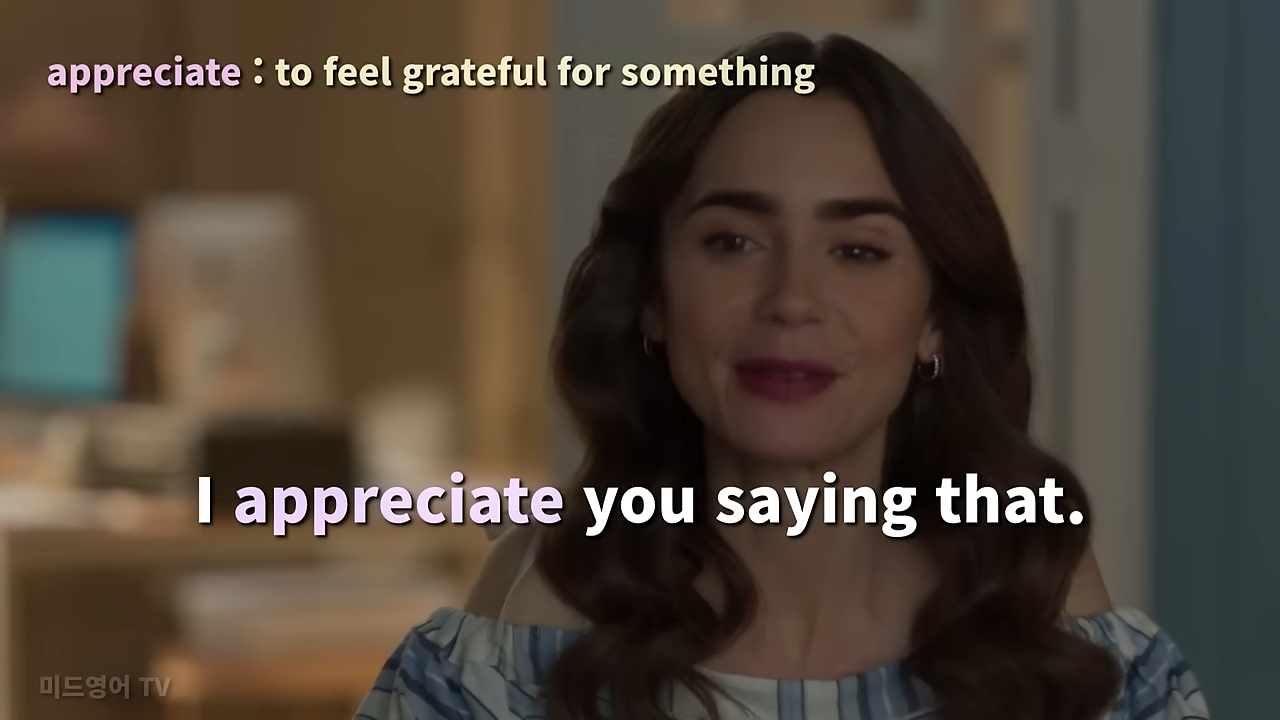 appreciate : to feel grateful for something
I appreciate you saying that.
미드영어 TV